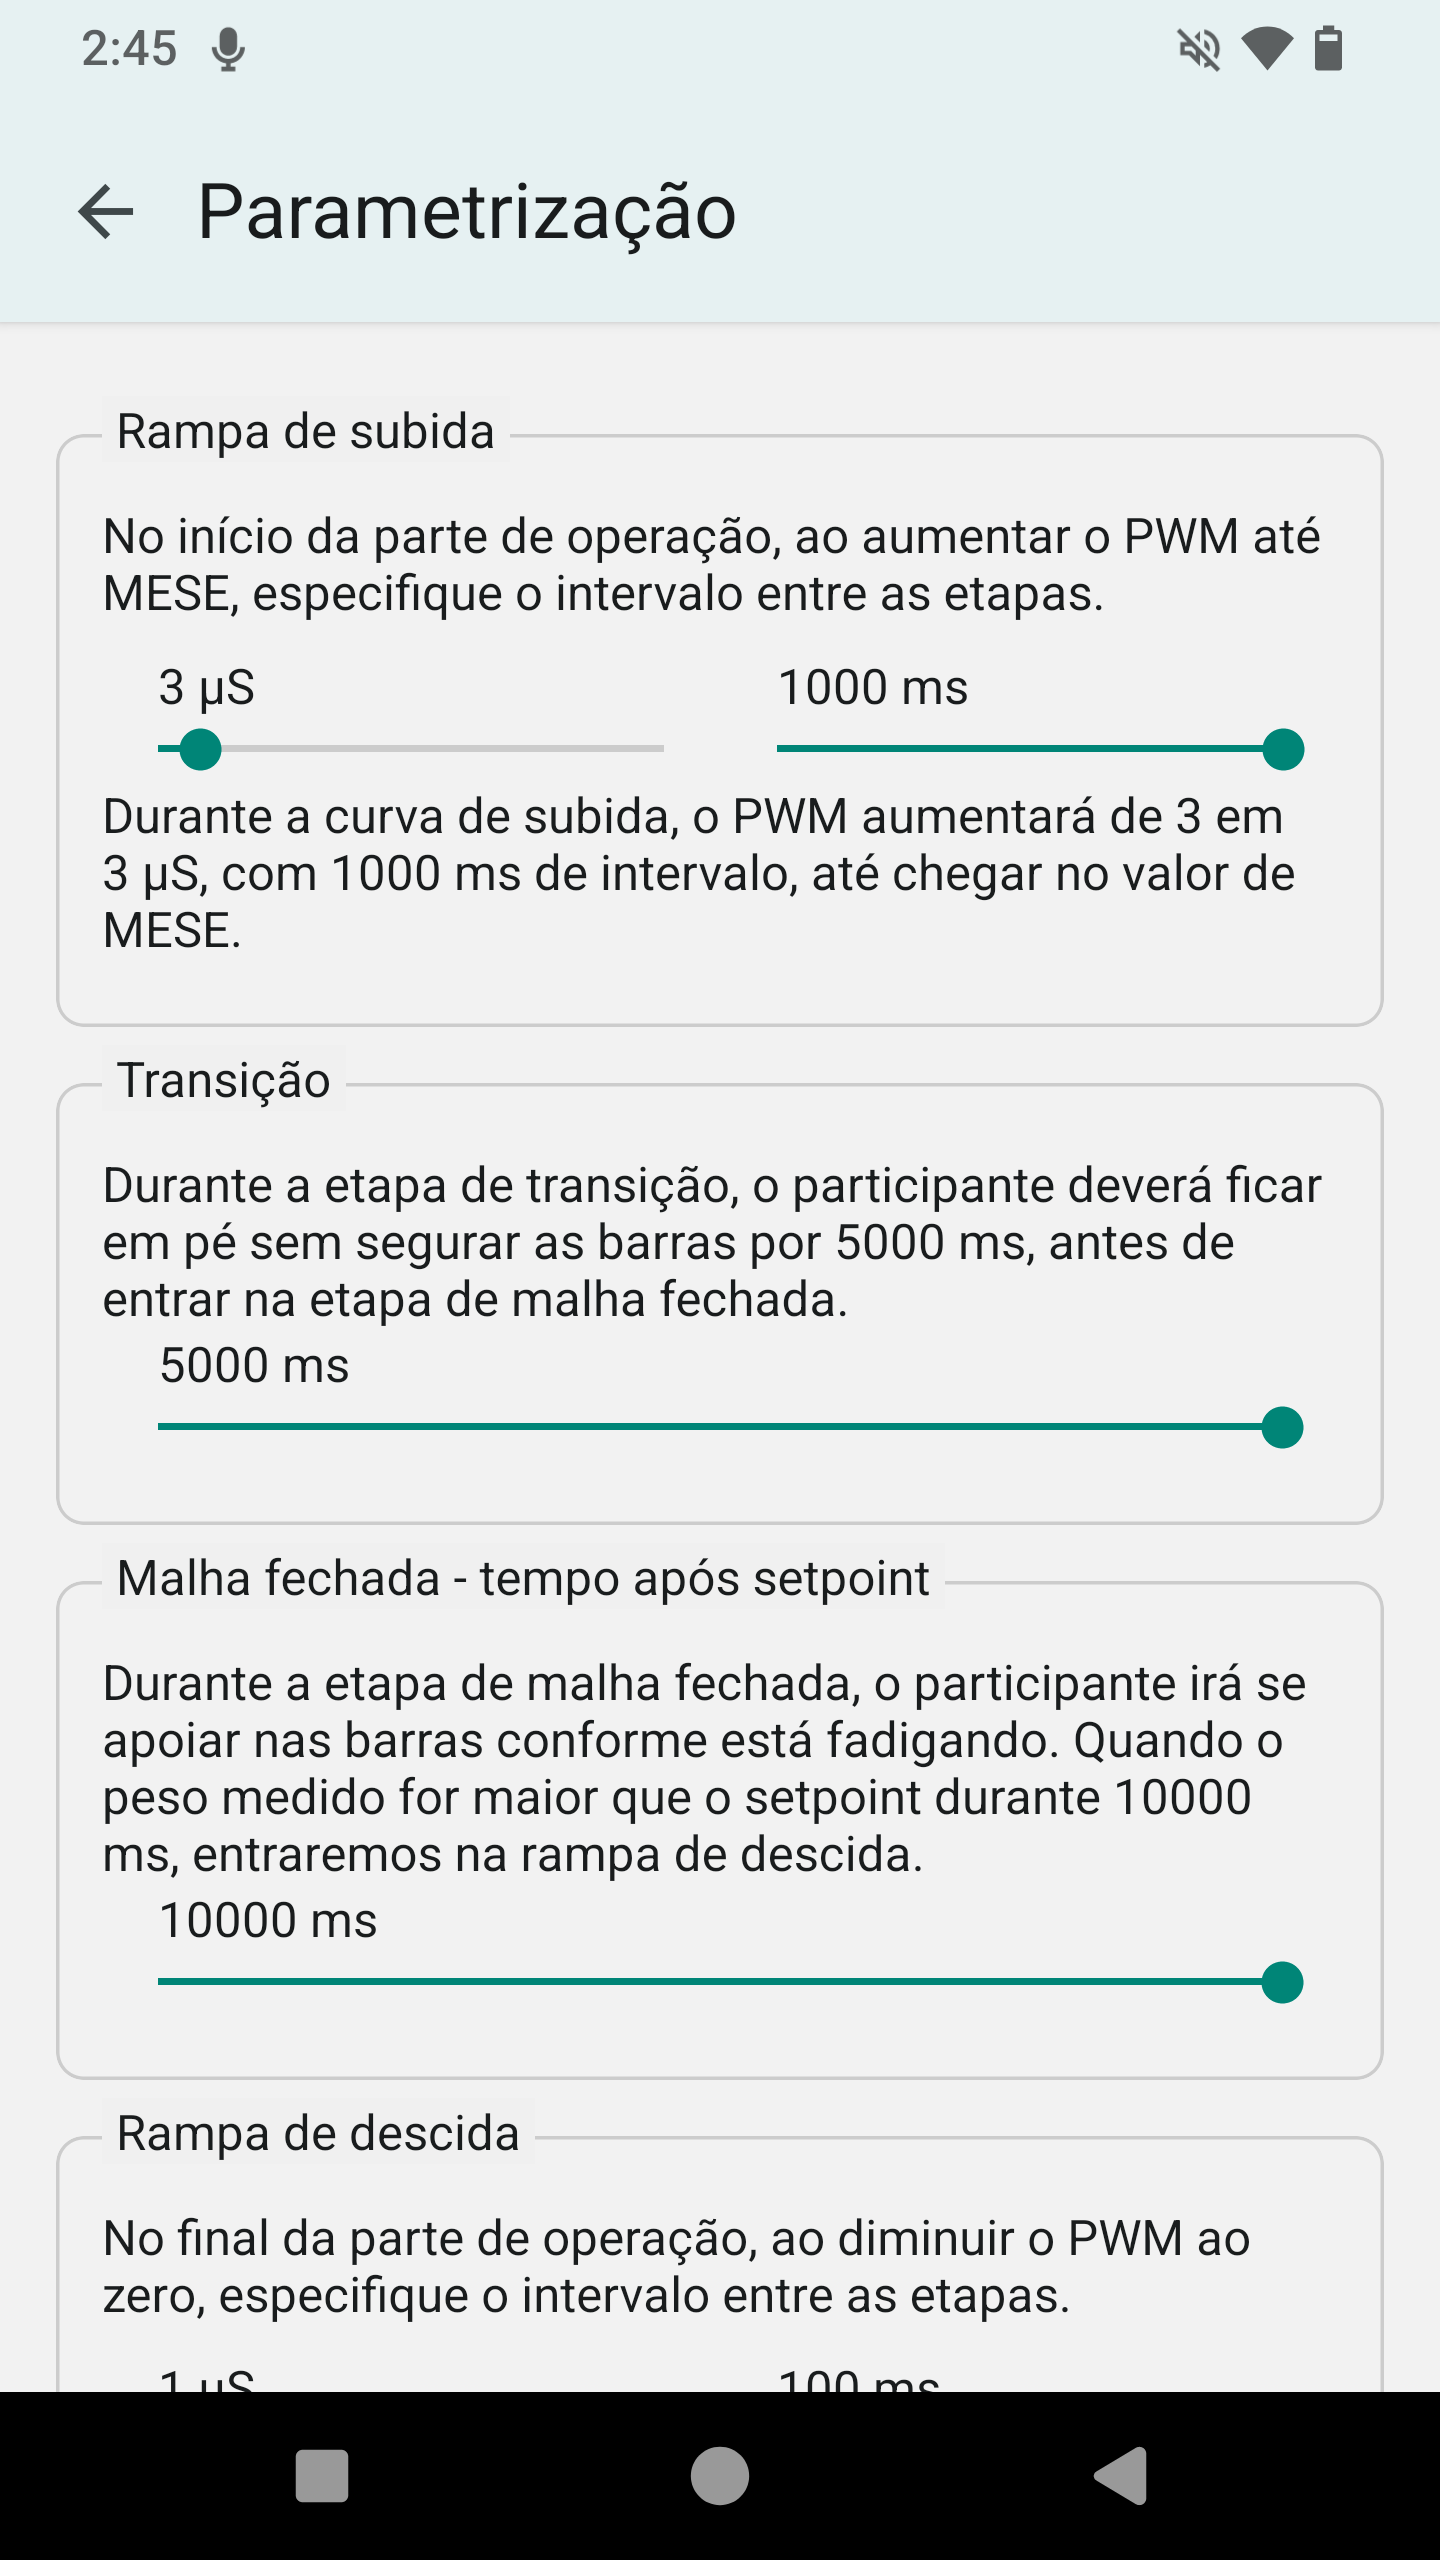 2:45
Parametrização
Rampa de subida
No início da parte de operação, ao aumentar o PWM até
MESE, especifique o intervalo entre as etapas.
3 µS
1000 ms
Durante a curva de subida, o PWM aumentará de 3 em
3 µS, com 1000 ms de intervalo, até chegar no valor de
MESE.
Transição
Durante a etapa de transição, o participante deverá ficar
em pé sem segurar as barras por 5000 ms, antes de
entrar na etapa de malha fechada.
5000 ms
Malha fechada - tempo após setpoint
Durante a etapa de malha fechada, o participante irá se
apoiar nas barras conforme está fadigando. Quando o
peso medido for maior que o setpoint durante 10000
ms, entraremos na rampa de descida.
10000 ms
Rampa de descida
No final da parte de operação, ao diminuir o PWM ao
zero, especifique o intervalo entre as etapas.
1 µS
100 ms